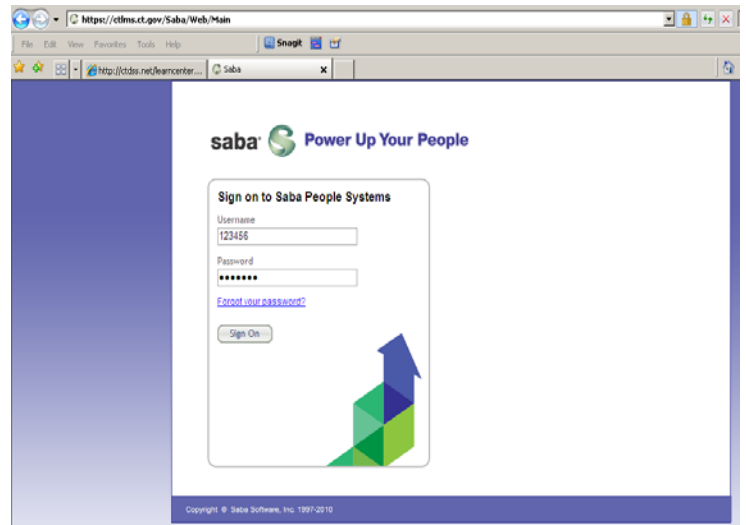 https://ctlms.ct.gov/Saba/Web/Main
File Edit View Favorites Tools Help Snagit
http://ctdss.net/learncenter... Saba
saba Power Up Your People
Sign on to Saba People Systems
Username
123456
Password
•••••••
Forgot your password?
Sign On
Copyright © Saba Software, Inc. 1997-2010